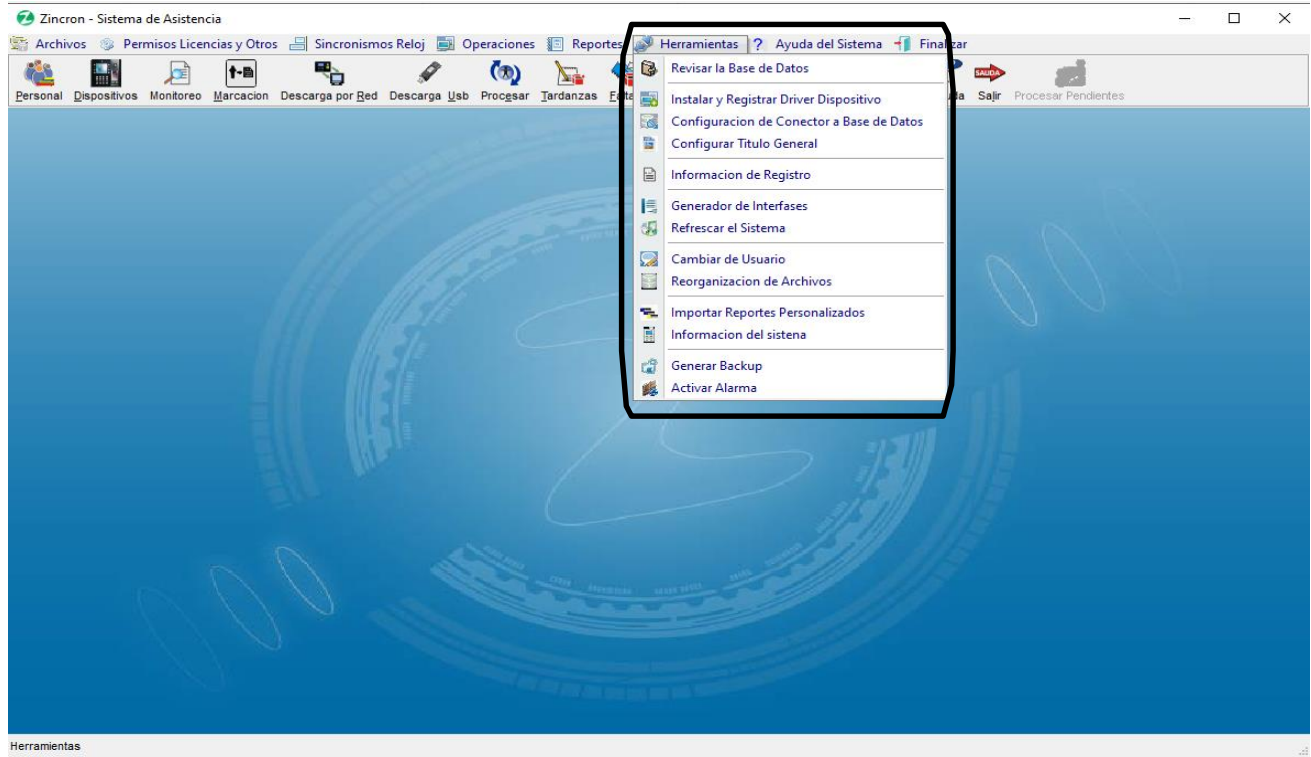 Zincron - Sistema de Asistencia
Archivos Permisos Licencias y Otros Sincronismos Reloj Operaciones Reportes Herramientas ? Ayuda del Sistema Finalizar
Personal Dispositivos Monitoreo Marcacion Descarga por Red Descarga Usb Procesar Tardanzas SALIDA Salir Procesar Pendientes
Revisar la Base de Datos
Instalar y Registrar Driver Dispositivo
Configuracion de Conector a Base de Datos
Configurar Titulo General
Informacion de Registro
Generador de Interfases
Refrescar el Sistema
Cambiar de Usuario
Reorganizacion de Archivos
Importar Reportes Personalizados
Informacion del sistena
Generar Backup
Activar Alarma
Herramientas